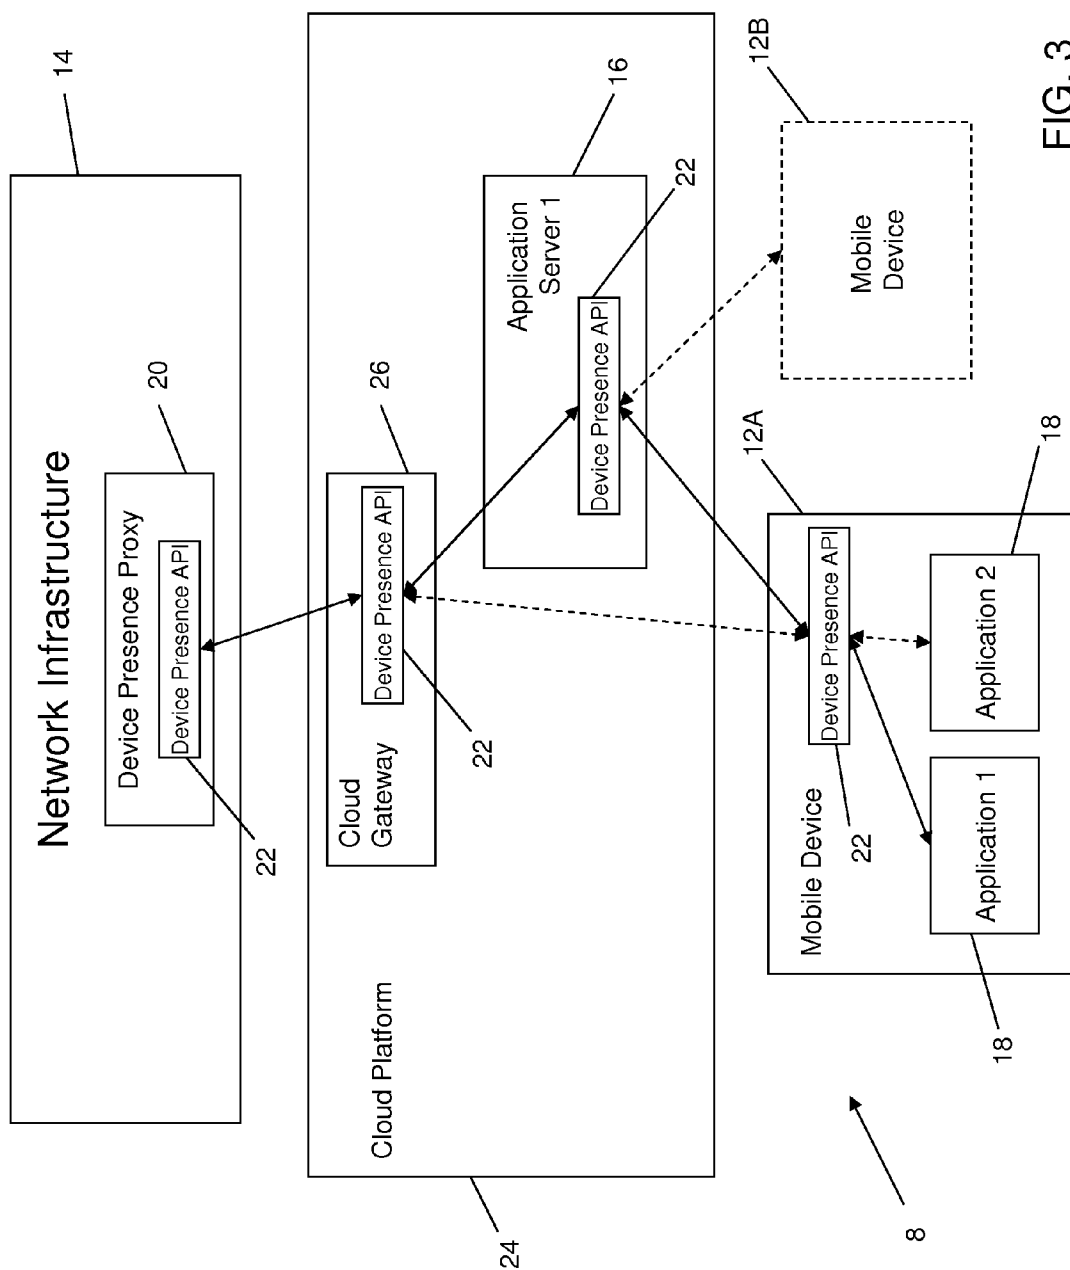 Network Infrastructure
14
Device Presence Proxy
20
Device Presence API
22
Cloud Platform
24
Cloud
Gateway
26
Device Presence API
22
Application
Server 1
16
Device Presence API
22
Mobile Device
12A
Device Presence API
22
Application 1
18
Application 2
18
Mobile
Device
12B
8
FIG. 3